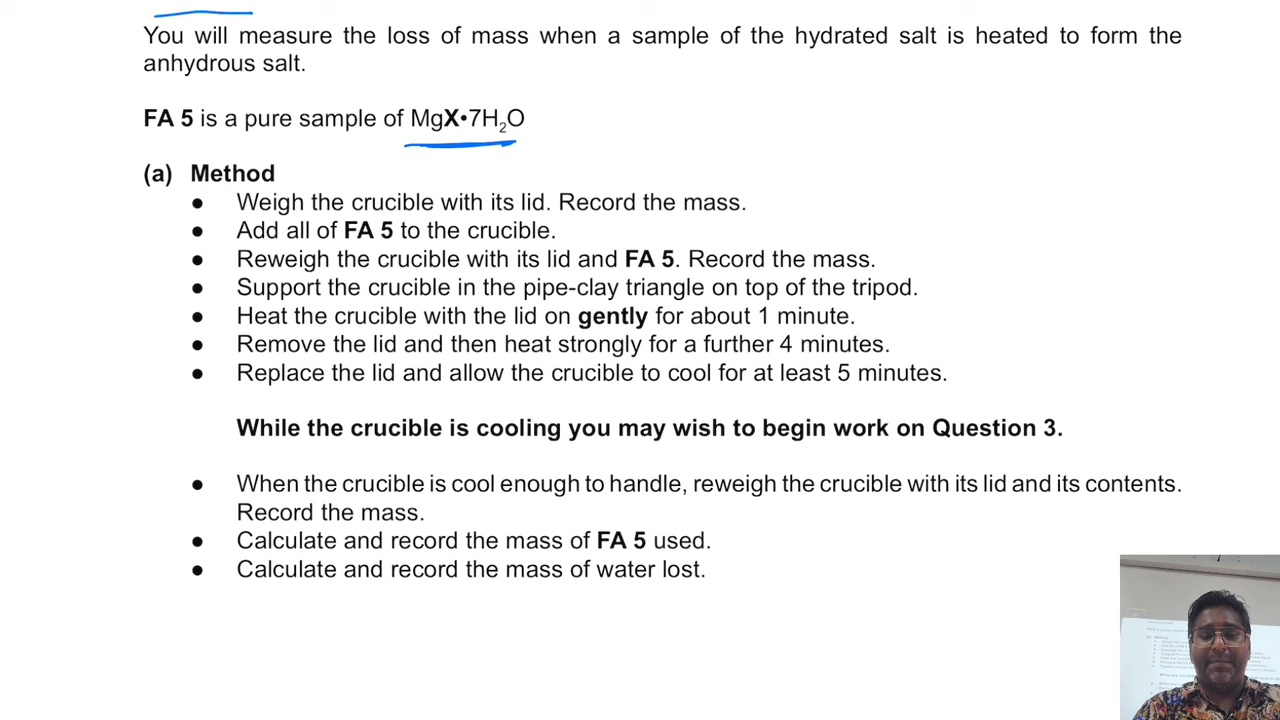 You will measure the loss of mass when a sample of the hydrated salt is heated to form the
anhydrous salt.
FA 5 is a pure sample of MgX•7H₂O
(a) Method
● Weigh the crucible with its lid. Record the mass.
● Add all of FA 5 to the crucible.
● Reweigh the crucible with its lid and FA 5. Record the mass.
● Support the crucible in the pipe-clay triangle on top of the tripod.
● Heat the crucible with the lid on gently for about 1 minute.
● Remove the lid and then heat strongly for a further 4 minutes.
● Replace the lid and allow the crucible to cool for at least 5 minutes.
While the crucible is cooling you may wish to begin work on Question 3.
● When the crucible is cool enough to handle, reweigh the crucible with its lid and its contents.
Record the mass.
● Calculate and record the mass of FA 5 used.
● Calculate and record the mass of water lost.